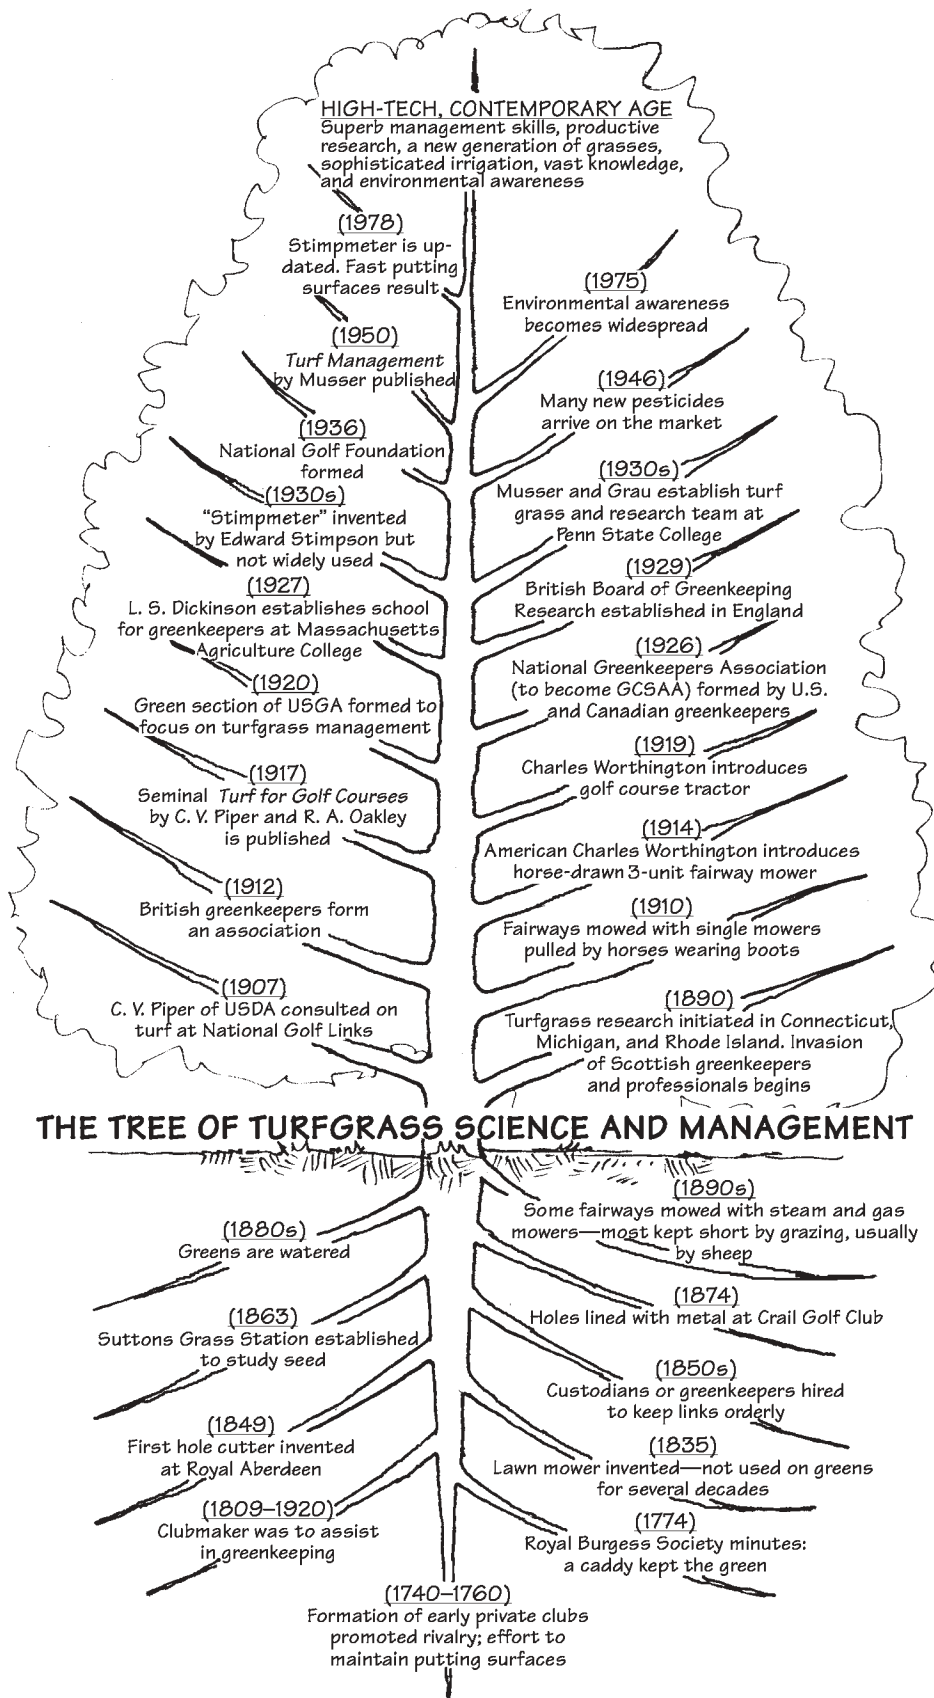 HIGH-TECH, CONTEMPORARY AGE
Superb management skills, productive
research, a new generation of grasses,
sophisticated irrigation, vast knowledge,
and environmental awareness
(1978)
Stimpmeter is up-
dated. Fast putting
surfaces result
(1975)
Environmental awareness
becomes widespread
(1950)
Turf Management
by Musser published
(1946)
Many new pesticides
arrive on the market
(1936)
National Golf Foundation
formed
(1930s)
Musser and Grau establish turf
grass and research team at
Penn State College
(1930s)
"Stimpmeter" invented
by Edward Stimpson but
not widely used
(1929)
British Board of Greenkeeping
Research established in England
(1927)
L. S. Dickinson establishes school
for greenkeepers at Massachusetts
Agriculture College
(1926)
National Greenkeepers Association
(to become GCSAA) formed by U.S.
and Canadian greenkeepers
(1920)
Green section of USGA formed to
focus on turfgrass management
(1919)
Charles Worthington introduces
golf course tractor
(1917)
Seminal Turf for Golf Courses
by C. V. Piper and R. A. Oakley
is published
(1914)
American Charles Worthington introduces
horse-drawn 3-unit fairway mower
(1912)
British greenkeepers form
an association
(1910)
Fairways mowed with single mowers
pulled by horses wearing boots
(1907)
C. V. Piper of USDA consulted on
turf at National Golf Links
(1890)
Turfgrass research initiated in Connecticut,
Michigan, and Rhode Island. Invasion
of Scottish greenkeepers
and professionals begins
THE TREE OF TURFGRASS SCIENCE AND MANAGEMENT
(1890s)
Some fairways mowed with steam and gas
mowers—most kept short by grazing, usually
by sheep
(1880s)
Greens are watered
(1874)
Holes lined with metal at Crail Golf Club
(1863)
Suttons Grass Station established
to study seed
(1850s)
Custodians or greenkeepers hired
to keep links orderly
(1849)
First hole cutter invented
at Royal Aberdeen
(1835)
Lawn mower invented—not used on greens
for several decades
(1809–1920)
Clubmaker was to assist
in greenkeeping
(1774)
Royal Burgess Society minutes:
a caddy kept the green
(1740–1760)
Formation of early private clubs
promoted rivalry; effort to
maintain putting surfaces